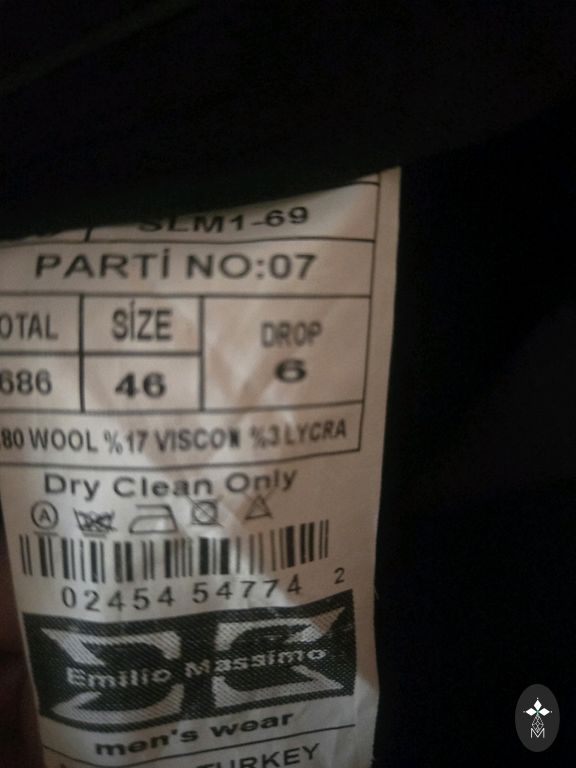 SLM1-69
PARTİ NO:07
OTAL SİZE DROP
686 46 6
80 WOOL %17 VISCON %3 LYCRA
Dry Clean Only
A
02454 54774 2
Emilio Massimo
men's wear
TURKEY
M